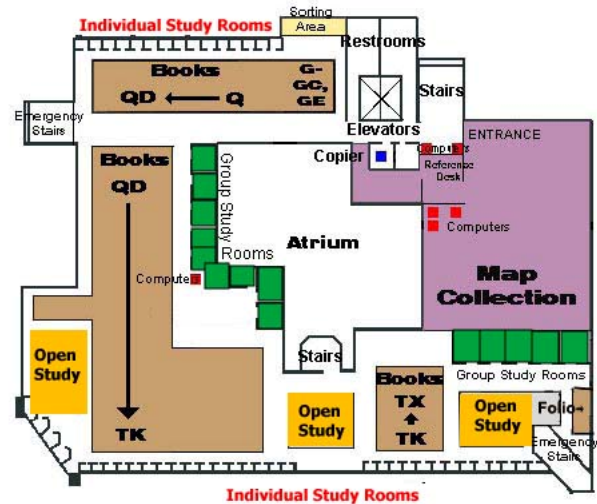 Sorting
Area
Individual Study Rooms
Restrooms
Books
G-
GC,
GE
QD Q
Stairs
Emergency
Stairs
Elevators
ENTRANCE
Copier
Computers
Reference
Desk
Books
QD
Group Study
Rooms
Computers
Atrium
Map
Collection
Compute
Stairs
Open
Study
Group Study Rooms
Books
TX
TK
Open
Study
Open
Study
Folio
TK
Emergency
Stairs
Individual Study Rooms